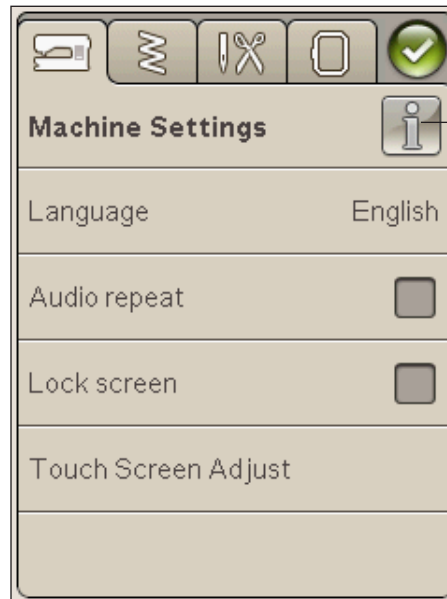 Machine Settings
Language English
Audio repeat
Lock screen
Touch Screen Adjust